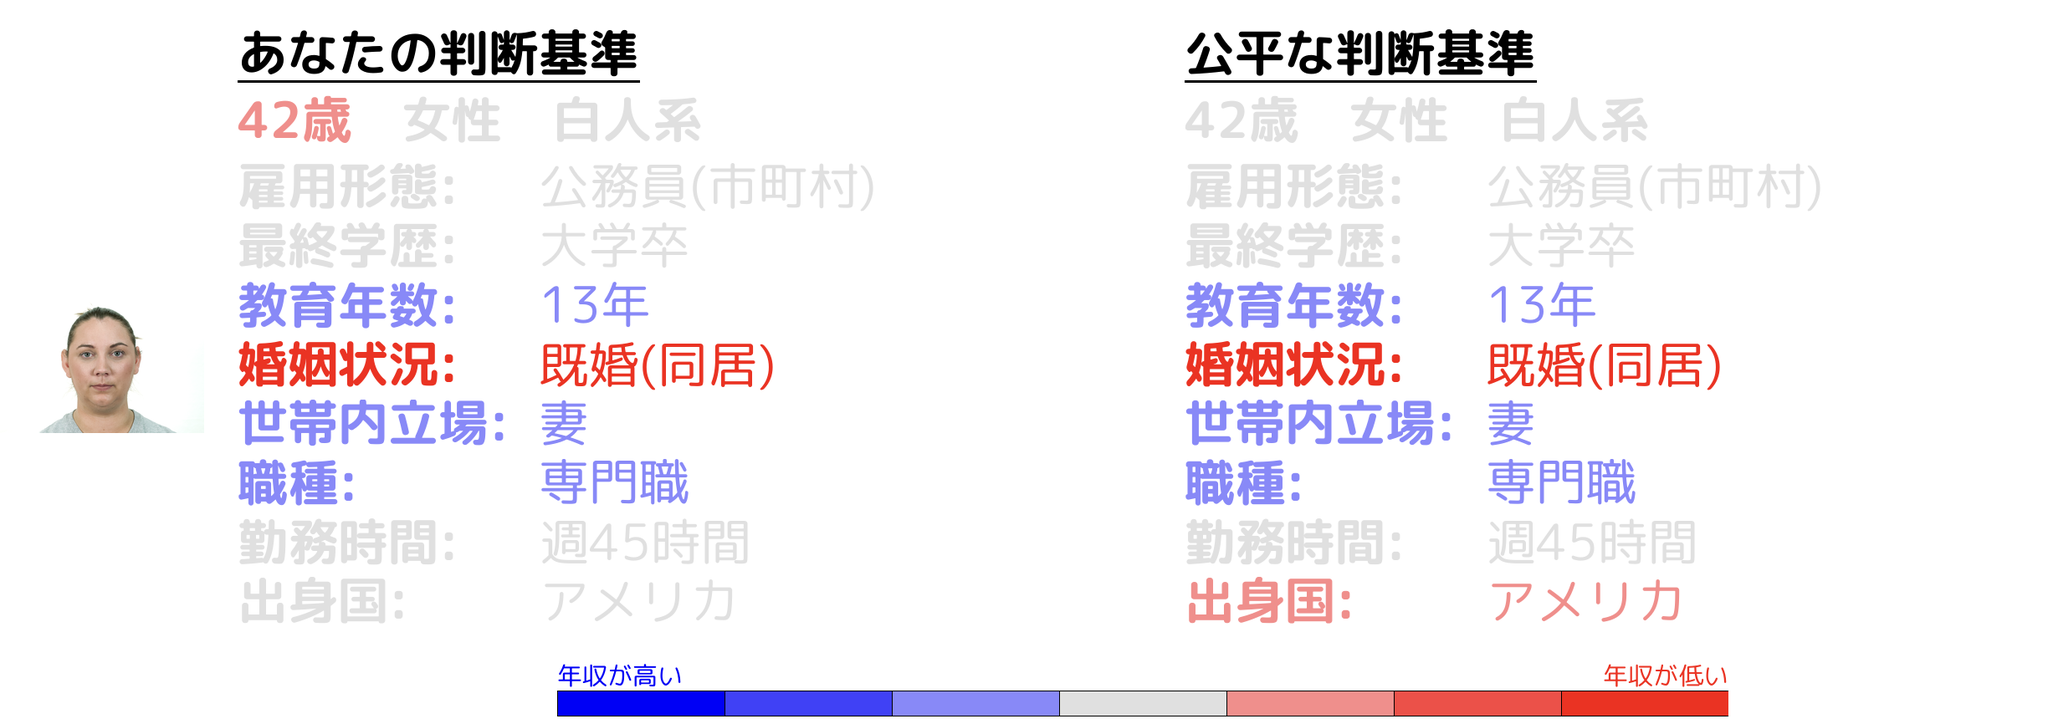 あなたの判断基準
42歳 女性 白人系
雇用形態: 公務員(市町村)
最終学歴: 大学卒
教育年数: 13年
婚姻状況: 既婚(同居)
世帯内立場: 妻
職種: 専門職
勤務時間: 週45時間
出身国: アメリカ
公平な判断基準
42歳 女性 白人系
雇用形態: 公務員(市町村)
最終学歴: 大学卒
教育年数: 13年
婚姻状況: 既婚(同居)
世帯内立場: 妻
職種: 専門職
勤務時間: 週45時間
出身国: アメリカ
年収が高い
年収が低い